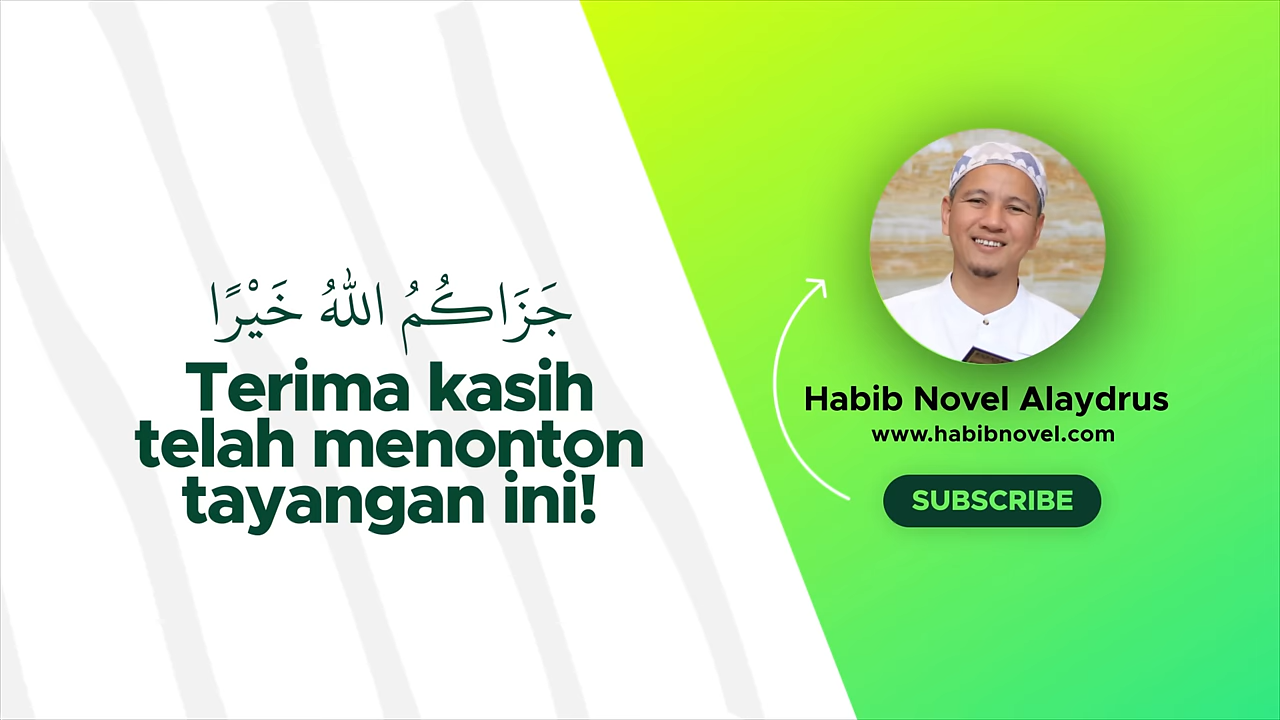 جَزَاكُمُ اللهُ خَيْرًا
Terima kasih
telah menonton
tayangan ini!
Habib Novel Alaydrus
www.habibnovel.com
SUBSCRIBE